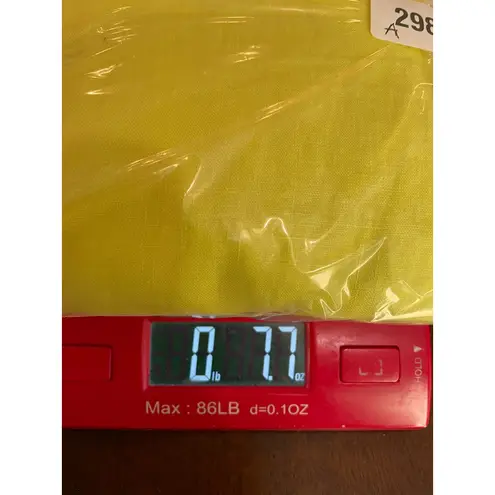 298
A
0 lb 7.7 oz
HOLD
Max : 86LB d=0.1OZ